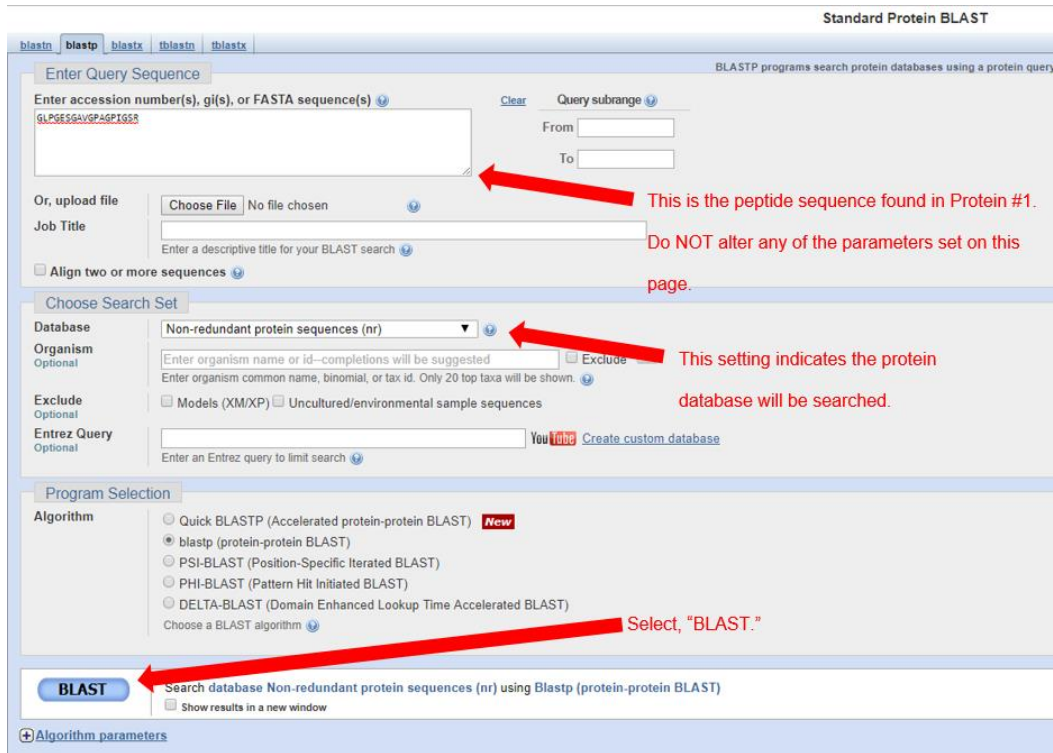 Standard Protein BLAST
blastn blastp blastx tblastn tblastx
BLASTP programs search protein databases using a protein query
Enter Query Sequence
Enter accession number(s), gi(s), or FASTA sequence(s)
Clear
Query subrange
GLPGESGAVGPAGPIGSR
From
To
Or, upload file
Choose File No file chosen
This is the peptide sequence found in Protein #1.
Do NOT alter any of the parameters set on this
page.
Job Title
Enter a descriptive title for your BLAST search
Align two or more sequences
Choose Search Set
Database
Non-redundant protein sequences (nr)
Organism
Optional
Enter organism name or id--completions will be suggested
Exclude
Enter organism common name, binomial, or tax id. Only 20 top taxa will be shown.
This setting indicates the protein
database will be searched.
Exclude
Optional
Models (XM/XP) Uncultured/environmental sample sequences
Entrez Query
Optional
YouTube Create custom database
Enter an Entrez query to limit search
Program Selection
Algorithm
Quick BLASTP (Accelerated protein-protein BLAST) New
blastp (protein-protein BLAST)
PSI-BLAST (Position-Specific Iterated BLAST)
PHI-BLAST (Pattern Hit Initiated BLAST)
DELTA-BLAST (Domain Enhanced Lookup Time Accelerated BLAST)
Choose a BLAST algorithm
Select, “BLAST.”
BLAST
Search database Non-redundant protein sequences (nr) using Blastp (protein-protein BLAST)
Show results in a new window
Algorithm parameters